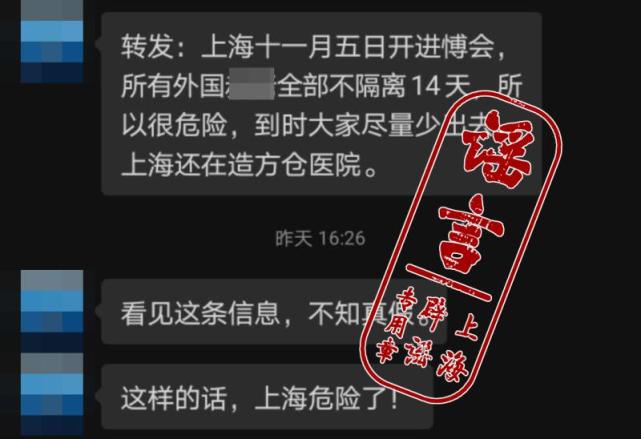 转发：上海十一月五日开进博会，
所有外国全部不隔离14天，所
以很危险，到时大家尽量少出去
上海还在造方仓医院。
昨天 16:26
看见这条信息，不知真假。
这样的话，上海危险了！
谣言
上海
辟谣
专用章